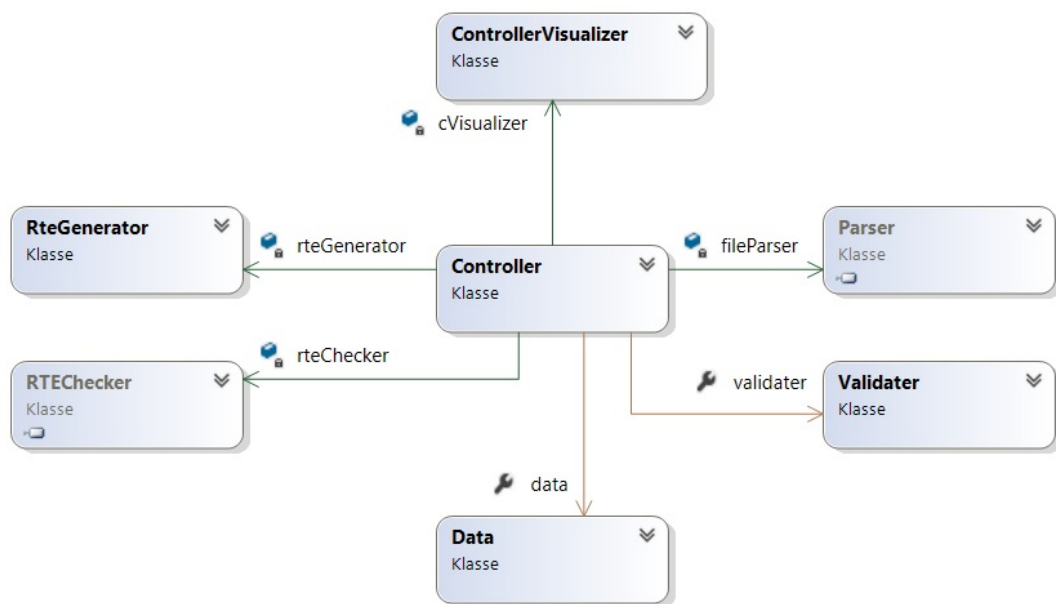 ControllerVisualizer
Klasse
cVisualizer
RteGenerator
Klasse
rteGenerator
Controller
Klasse
fileParser
Parser
Klasse
rteChecker
RTEChecker
Klasse
validater
Validater
Klasse
data
Data
Klasse